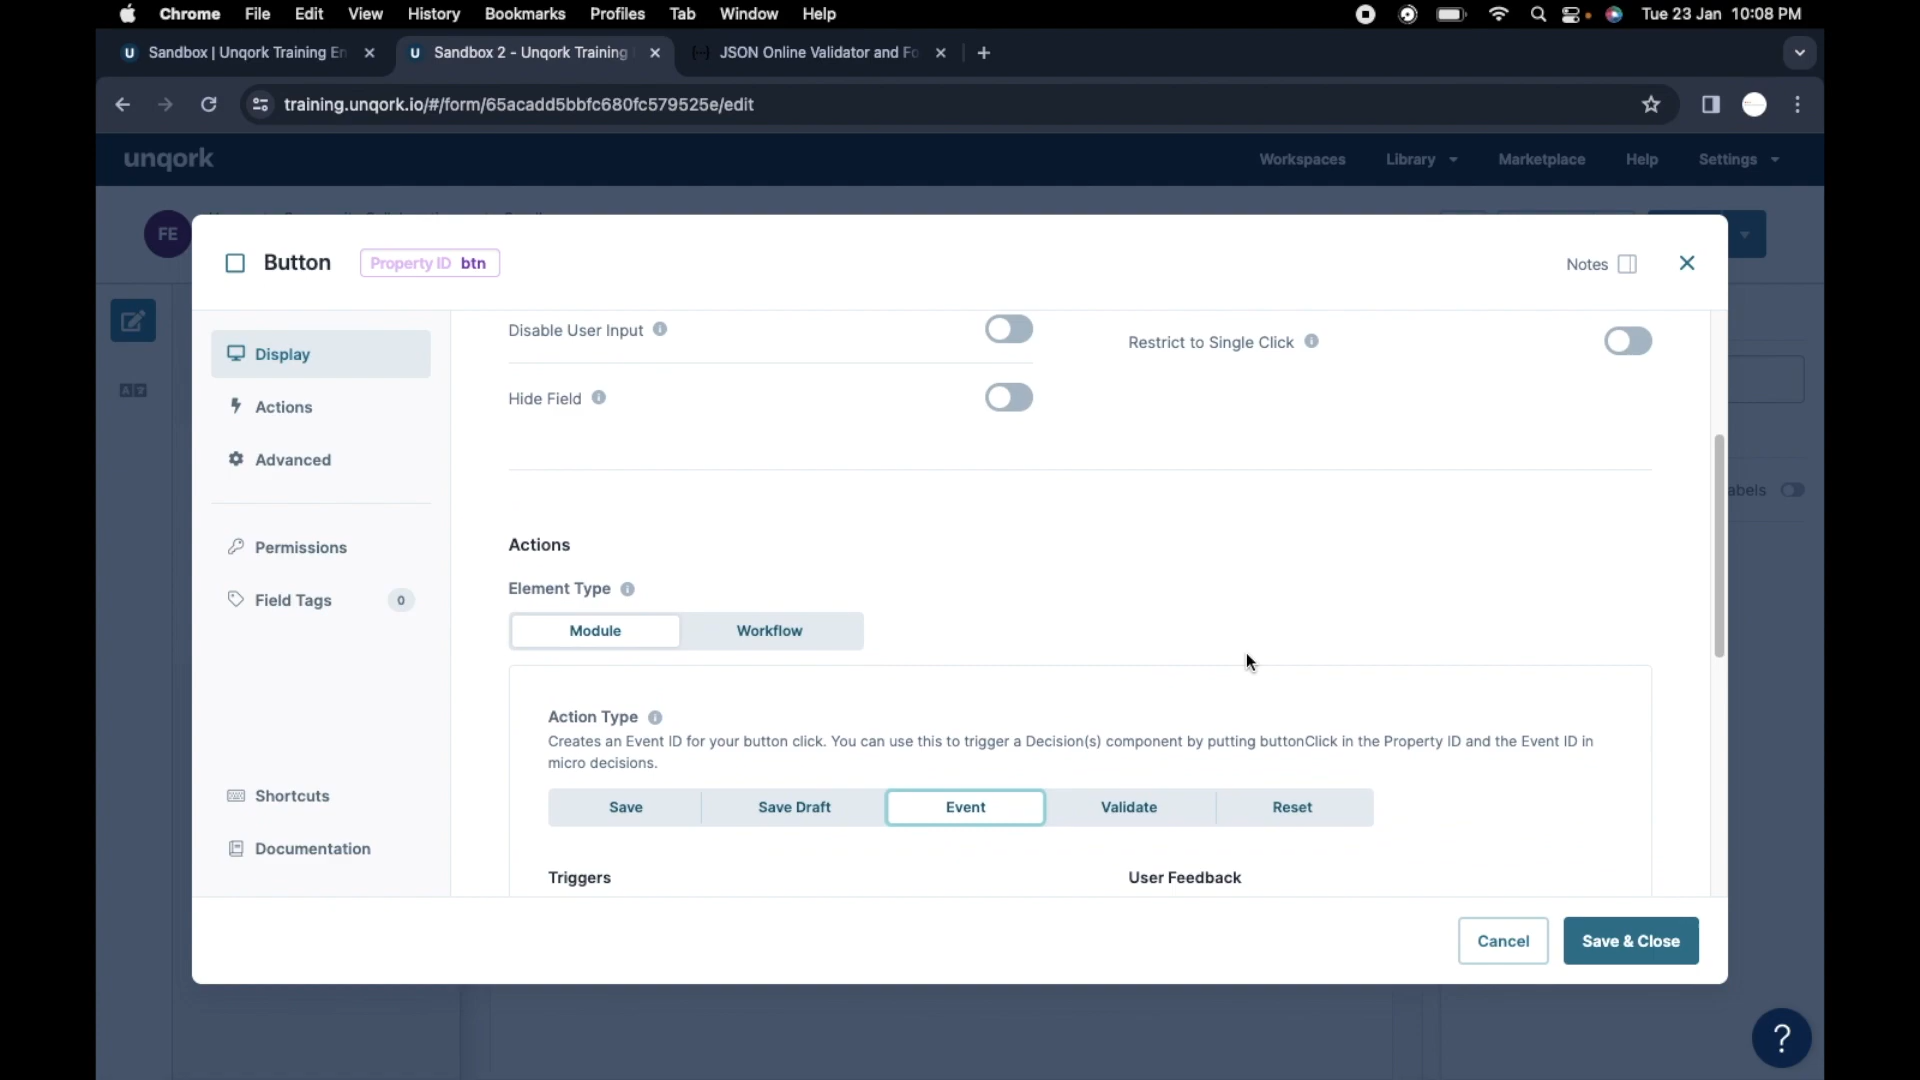 Chrome File Edit View History Bookmarks Profiles Tab Window Help Tue 23 Jan 10:08 PM
U Sandbox | Unqork Training En U Sandbox 2 - Unqork Training JSON Online Validator and Fo
training.unqork.io/#/form/65acadd5bbfc680fc579525e/edit
unqork Workspaces Library Marketplace Help Settings
FE
Button Property ID btn Notes
Disable User Input
Restrict to Single Click
Display
Hide Field
Actions
Advanced
abels
Actions
Permissions
Element Type
Field Tags 0
Module Workflow
Action Type
Creates an Event ID for your button click. You can use this to trigger a Decision(s) component by putting buttonClick in the Property ID and the Event ID in
micro decisions.
Shortcuts
Save Save Draft Event Validate Reset
Documentation
Triggers User Feedback
Cancel Save & Close
?